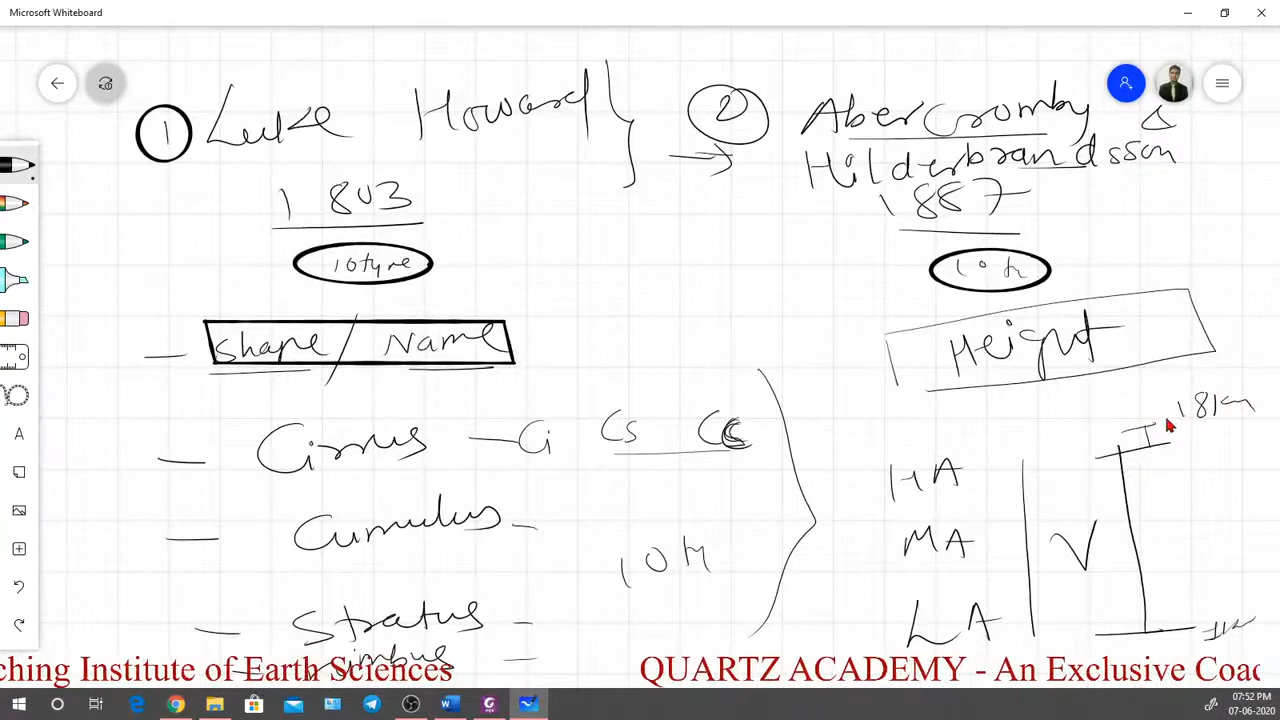 Microsoft Whiteboard
1 Luke Howard
1803
10 type
- Shape / Name
- Cirrus - Ci Cs Cc
- Cumulus -
- Stratus -
- Nimbus -
10
2 Abercromby &
Hilderbrandsson
1887
10
Height
HA
MA
LA
V
18km
A
ching Institute of Earth Sciences QUARTZ ACADEMY - An Exclusive Coac
07:52 PM
07-06-2020